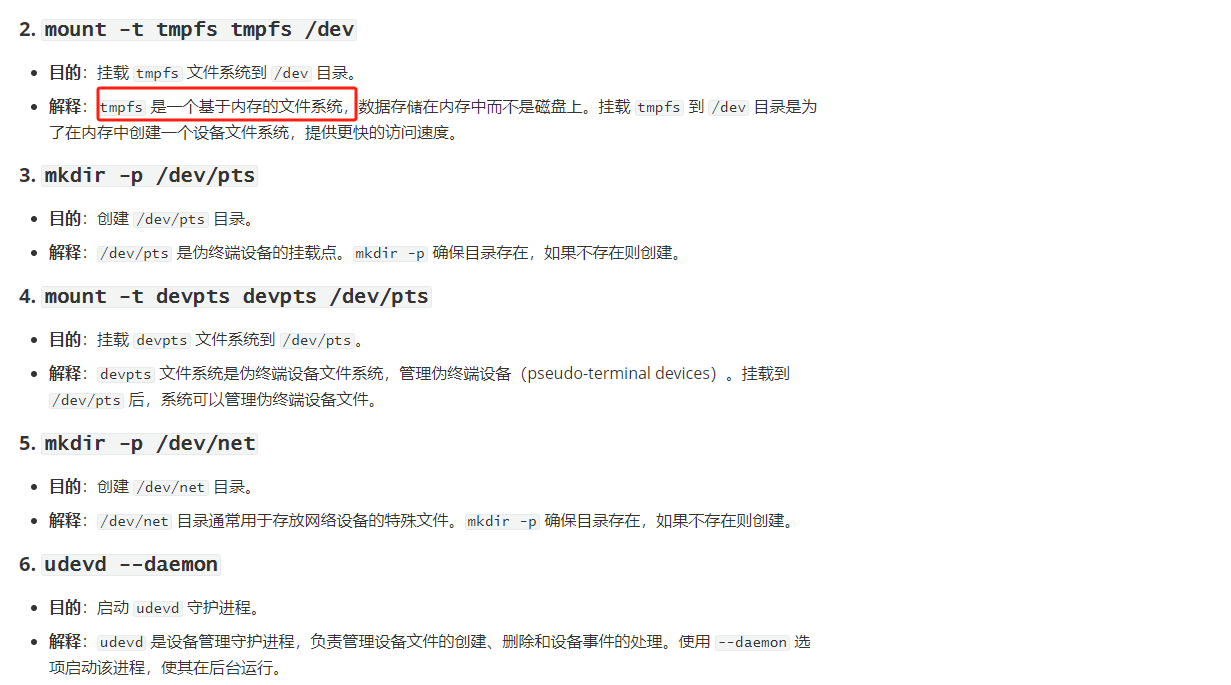 2. mount -t tmpfs tmpfs /dev
目的：挂载 tmpfs 文件系统到 /dev 目录。
解释：tmpfs 是一个基于内存的文件系统，数据存储在内存中而不是磁盘上。挂载 tmpfs 到 /dev 目录是为
了在内存中创建一个设备文件系统，提供更快的访问速度。
3. mkdir -p /dev/pts
目的：创建 /dev/pts 目录。
解释：/dev/pts 是伪终端设备的挂载点。mkdir -p 确保目录存在，如果不存在则创建。
4. mount -t devpts devpts /dev/pts
目的：挂载 devpts 文件系统到 /dev/pts。
解释：devpts 文件系统是伪终端设备文件系统，管理伪终端设备（pseudo-terminal devices）。挂载到
/dev/pts 后，系统可以管理伪终端设备文件。
5. mkdir -p /dev/net
目的：创建 /dev/net 目录。
解释：/dev/net 目录通常用于存放网络设备的特殊文件。mkdir -p 确保目录存在，如果不存在则创建。
6. udevd --daemon
目的：启动 udevd 守护进程。
解释：udevd 是设备管理守护进程，负责管理设备文件的创建、删除和设备事件的处理。使用 --daemon 选
项启动该进程，使其在后台运行。